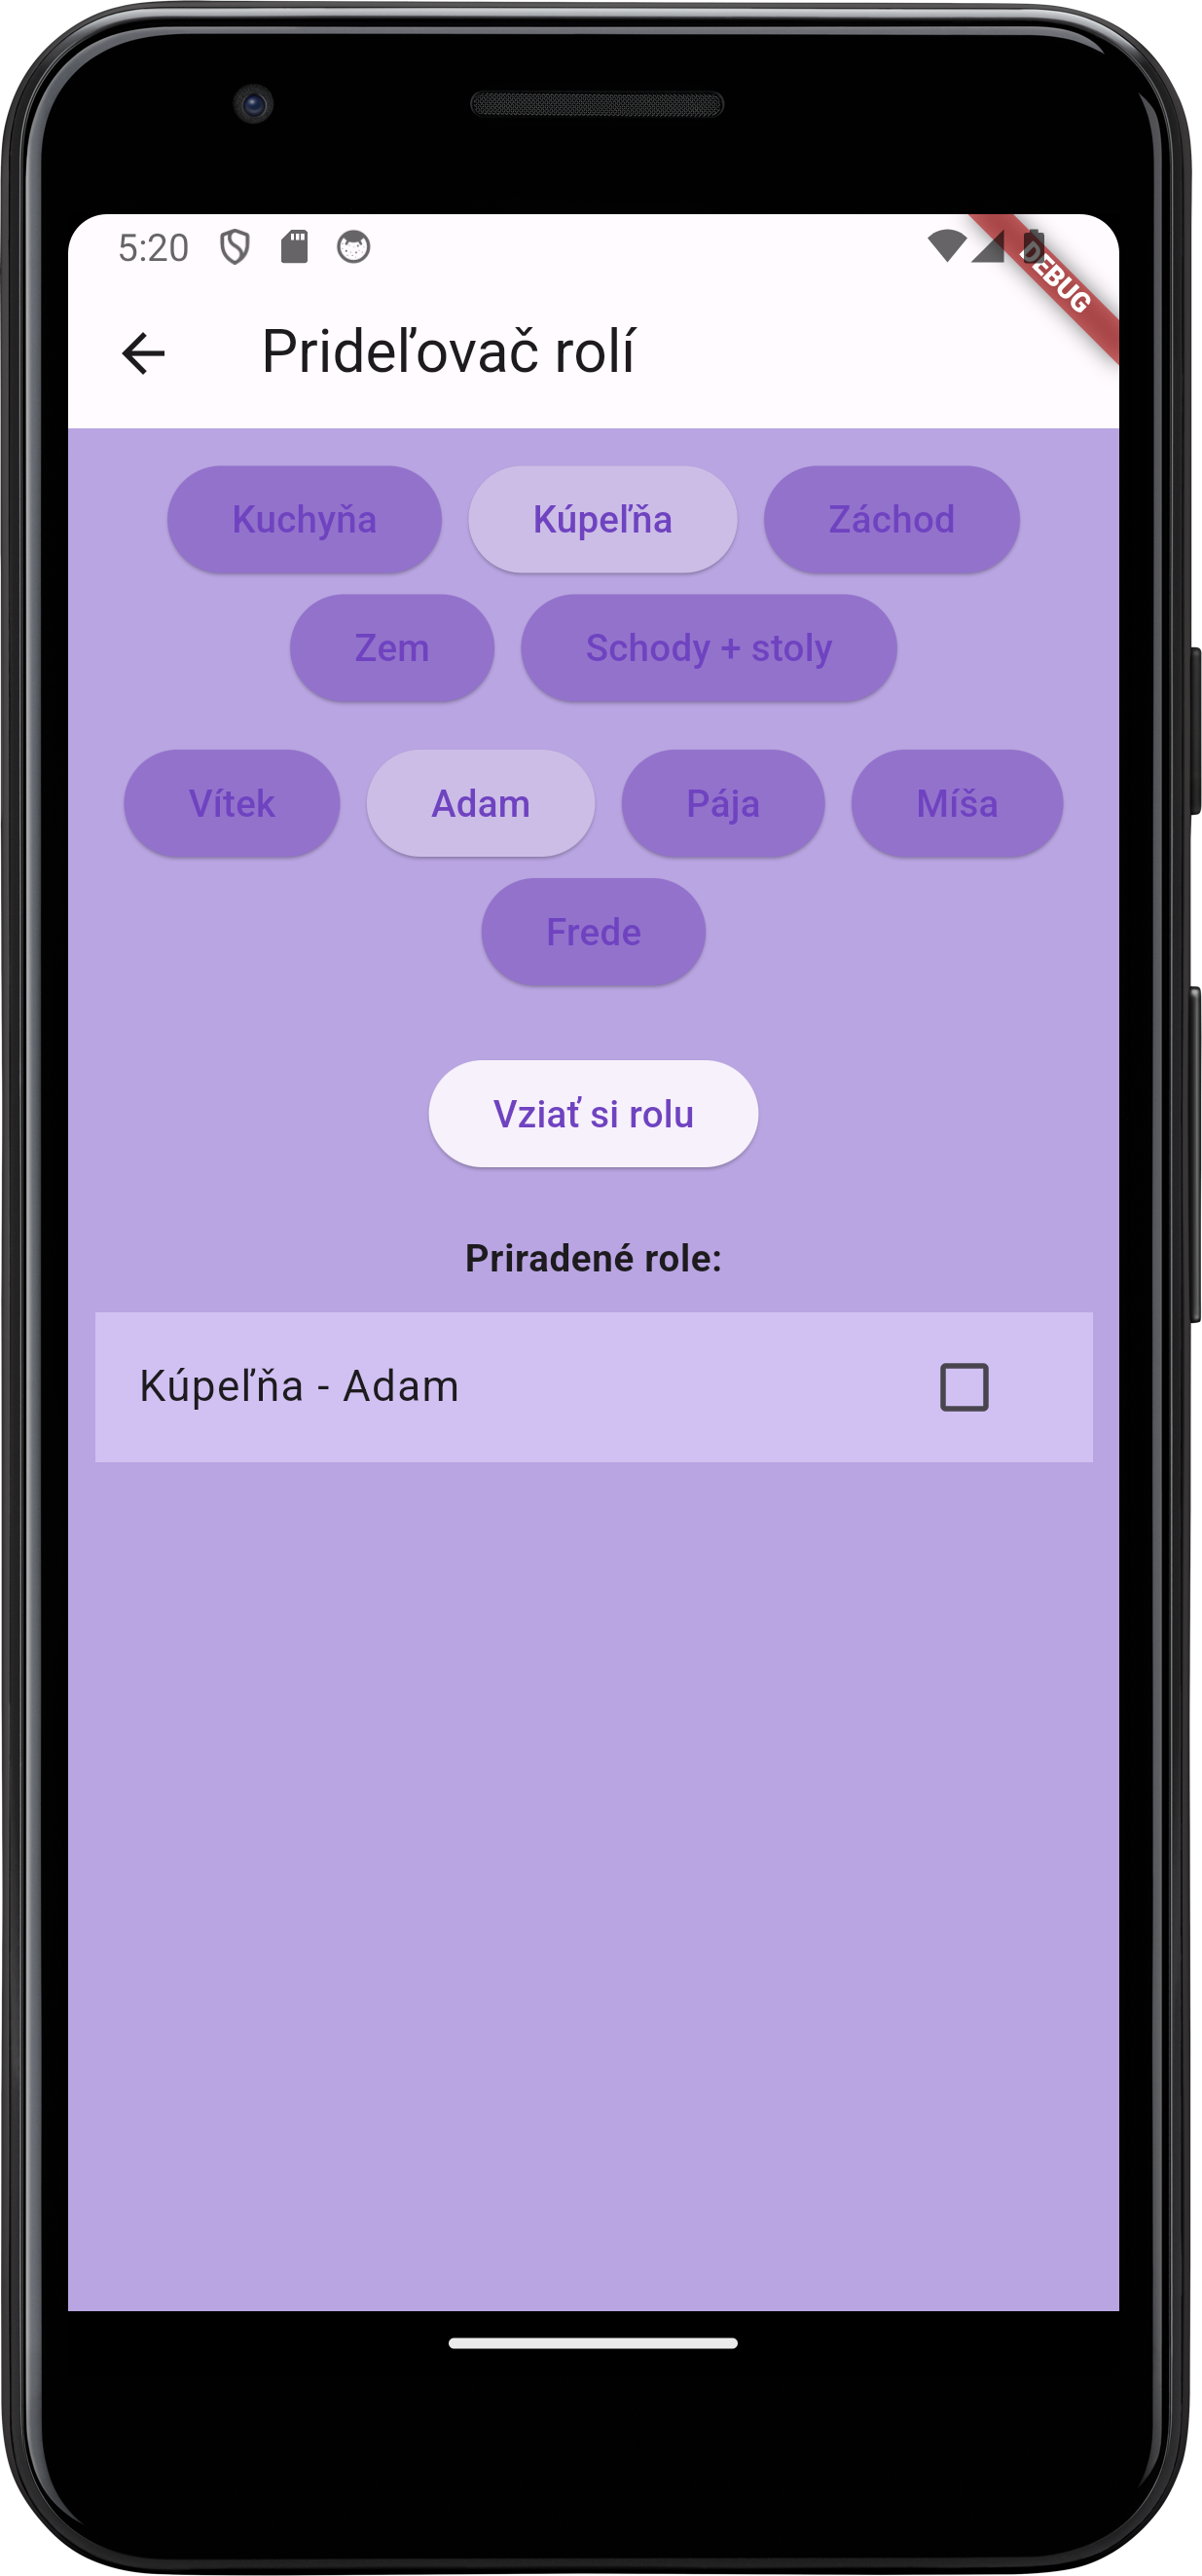 5:20
DEBUG
Prideľovač rolí
Kuchyňa Kúpeľňa Záchod
Zem Schody + stoly
Vítek Adam Pája Míša
Frede
Vziať si rolu
Priradené role:
Kúpeľňa - Adam